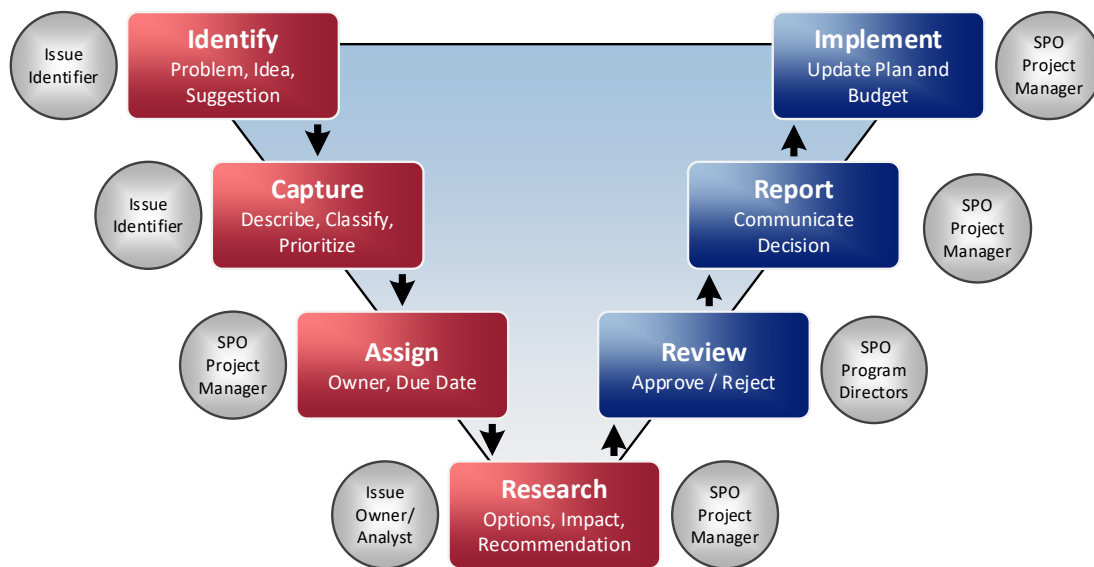 Issue
Identifier
Identify
Problem, Idea,
Suggestion
Implement
Update Plan and
Budget
SPO
Project
Manager
Issue
Identifier
Capture
Describe, Classify,
Prioritize
Report
Communicate
Decision
SPO
Project
Manager
SPO
Project
Manager
Assign
Owner, Due Date
Review
Approve / Reject
SPO
Program
Directors
Issue
Owner/
Analyst
Research
Options, Impact,
Recommendation
SPO
Project
Manager